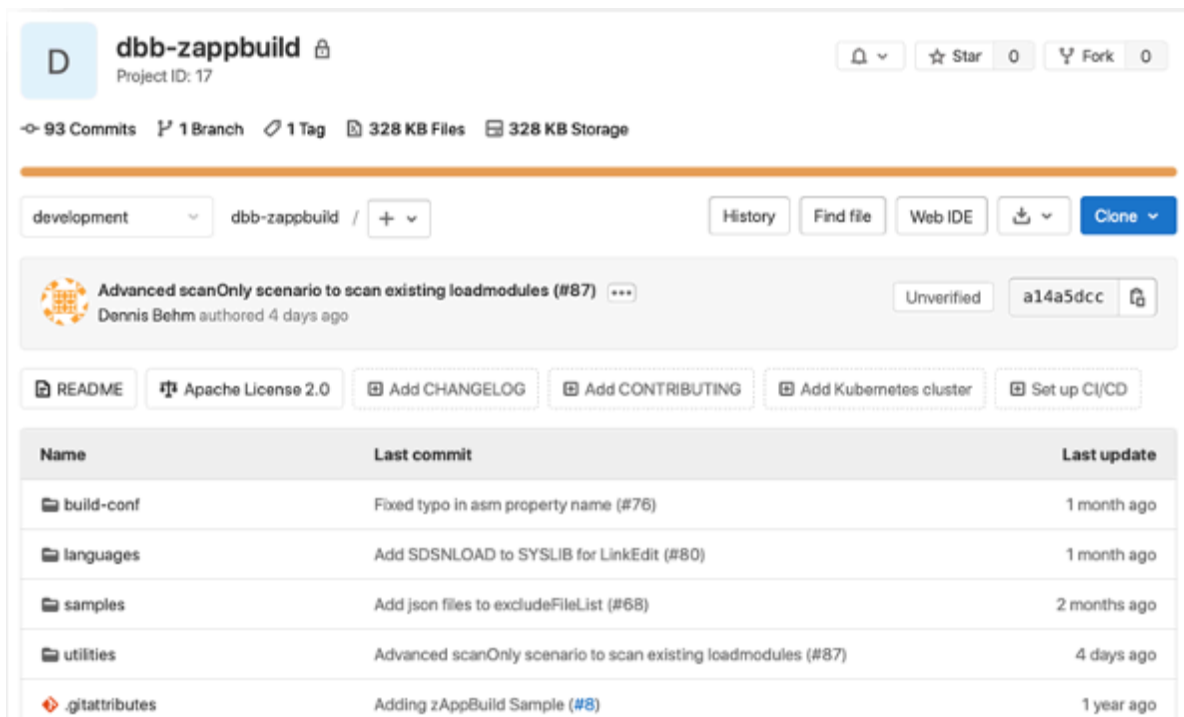 D
dbb-zappbuild
Project ID: 17
Star 0 Fork 0
93 Commits 1 Branch 1 Tag 328 KB Files 328 KB Storage
development dbb-zappbuild / + History Find file Web IDE Clone
Advanced scanOnly scenario to scan existing loadmodules (#87) •••
Dennis Behm authored 4 days ago
Unverified a14a5dcc
README Apache License 2.0 Add CHANGELOG Add CONTRIBUTING Add Kubernetes cluster Set up CI/CD
Name Last commit Last update
build-conf Fixed typo in asm property name (#76) 1 month ago
languages Add SDSNLOAD to SYSLIB for LinkEdit (#80) 1 month ago
samples Add json files to excludeFileList (#68) 2 months ago
utilities Advanced scanOnly scenario to scan existing loadmodules (#87) 4 days ago
.gitattributes Adding zAppBuild Sample (#8) 1 year ago